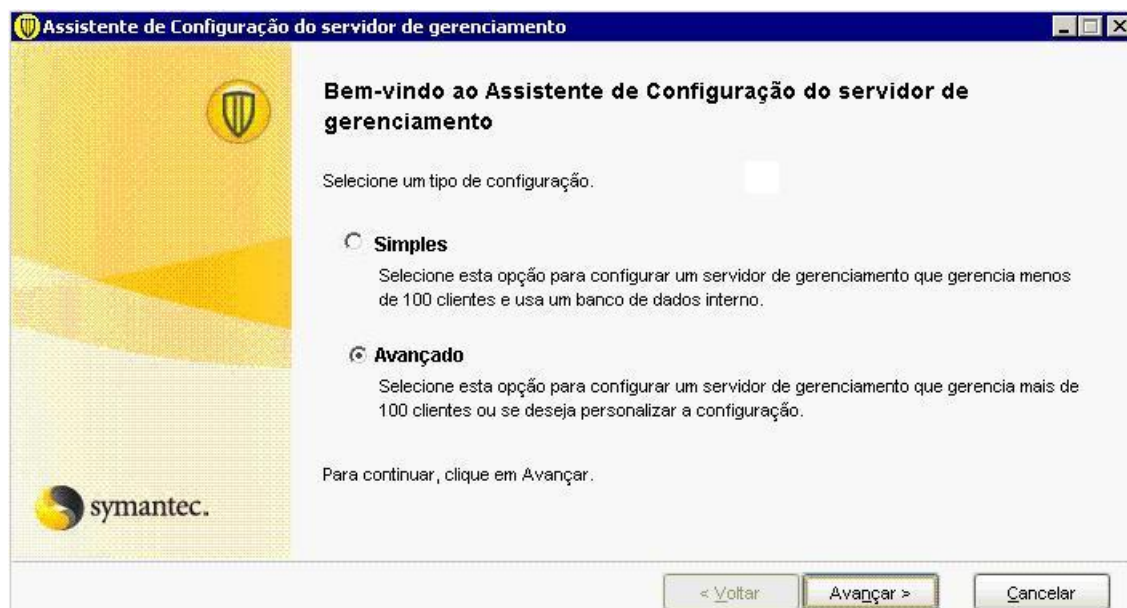 Assistente de Configuração do servidor de gerenciamento
Bem-vindo ao Assistente de Configuração do servidor de
gerenciamento
Selecione um tipo de configuração.
Simples
Selecione esta opção para configurar um servidor de gerenciamento que gerencia menos
de 100 clientes e usa um banco de dados interno.
Avançado
Selecione esta opção para configurar um servidor de gerenciamento que gerencia mais de
100 clientes ou se deseja personalizar a configuração.
Para continuar, clique em Avançar.
symantec.
< Voltar Avançar > Cancelar